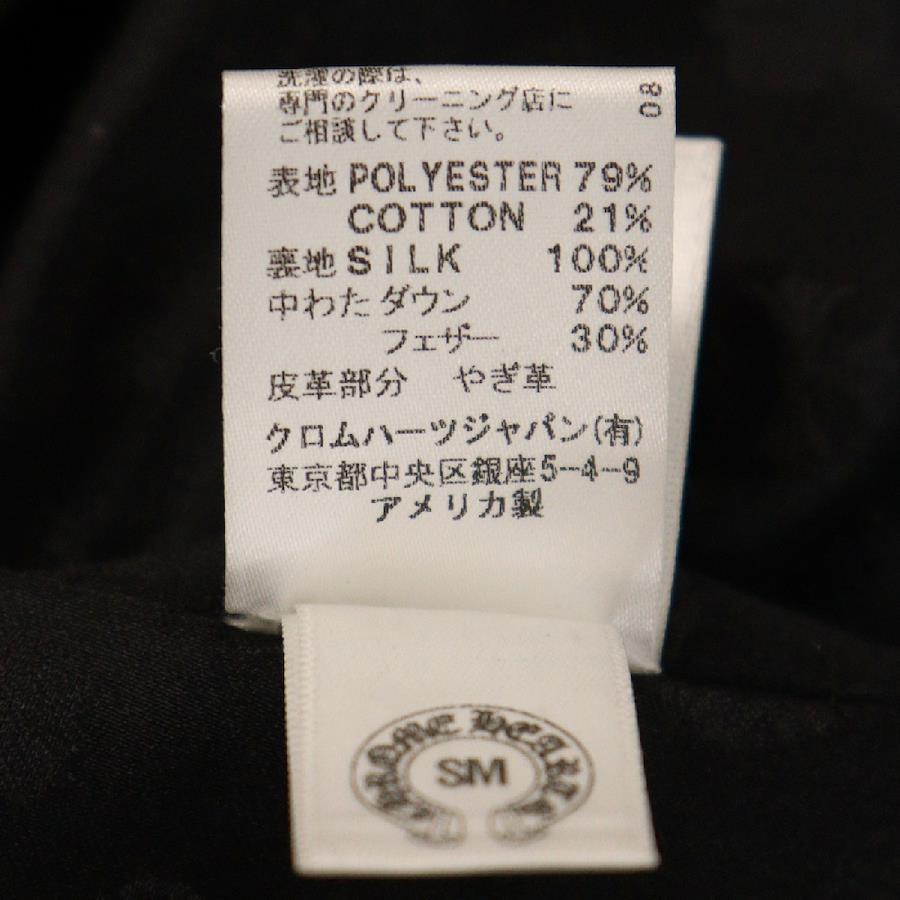 洗濯の際は、
専門のクリーニング店に
ご相談して下さい。
08
表地 POLYESTER 79%
COTTON 21%
裏地 SILK 100%
中わた ダウン 70%
フェザー 30%
皮革部分 やぎ革
クロムハーツジャパン(有)
東京都中央区銀座5-4-9
アメリカ製
CHROME HEARTS
SM